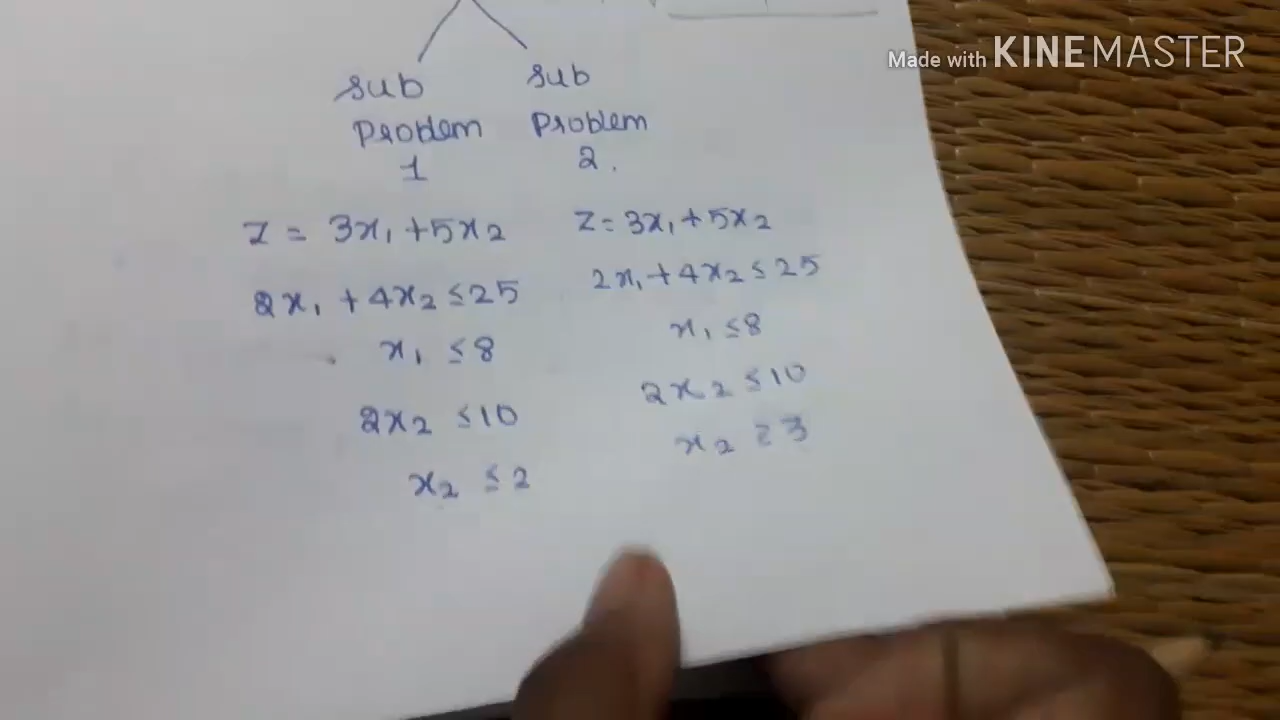 Made with KINEMASTER
Sub
Problem
1
Z = 3x₁ + 5x₂
2x₁ + 4x₂ ≤ 25
x₁ ≤ 8
2x₂ ≤ 10
x₂ ≤ 2
Sub
Problem
2.
Z = 3x₁ + 5x₂
2x₁ + 4x₂ ≤ 25
x₁ ≤ 8
2x₂ ≤ 10
x₂ ≥ 3